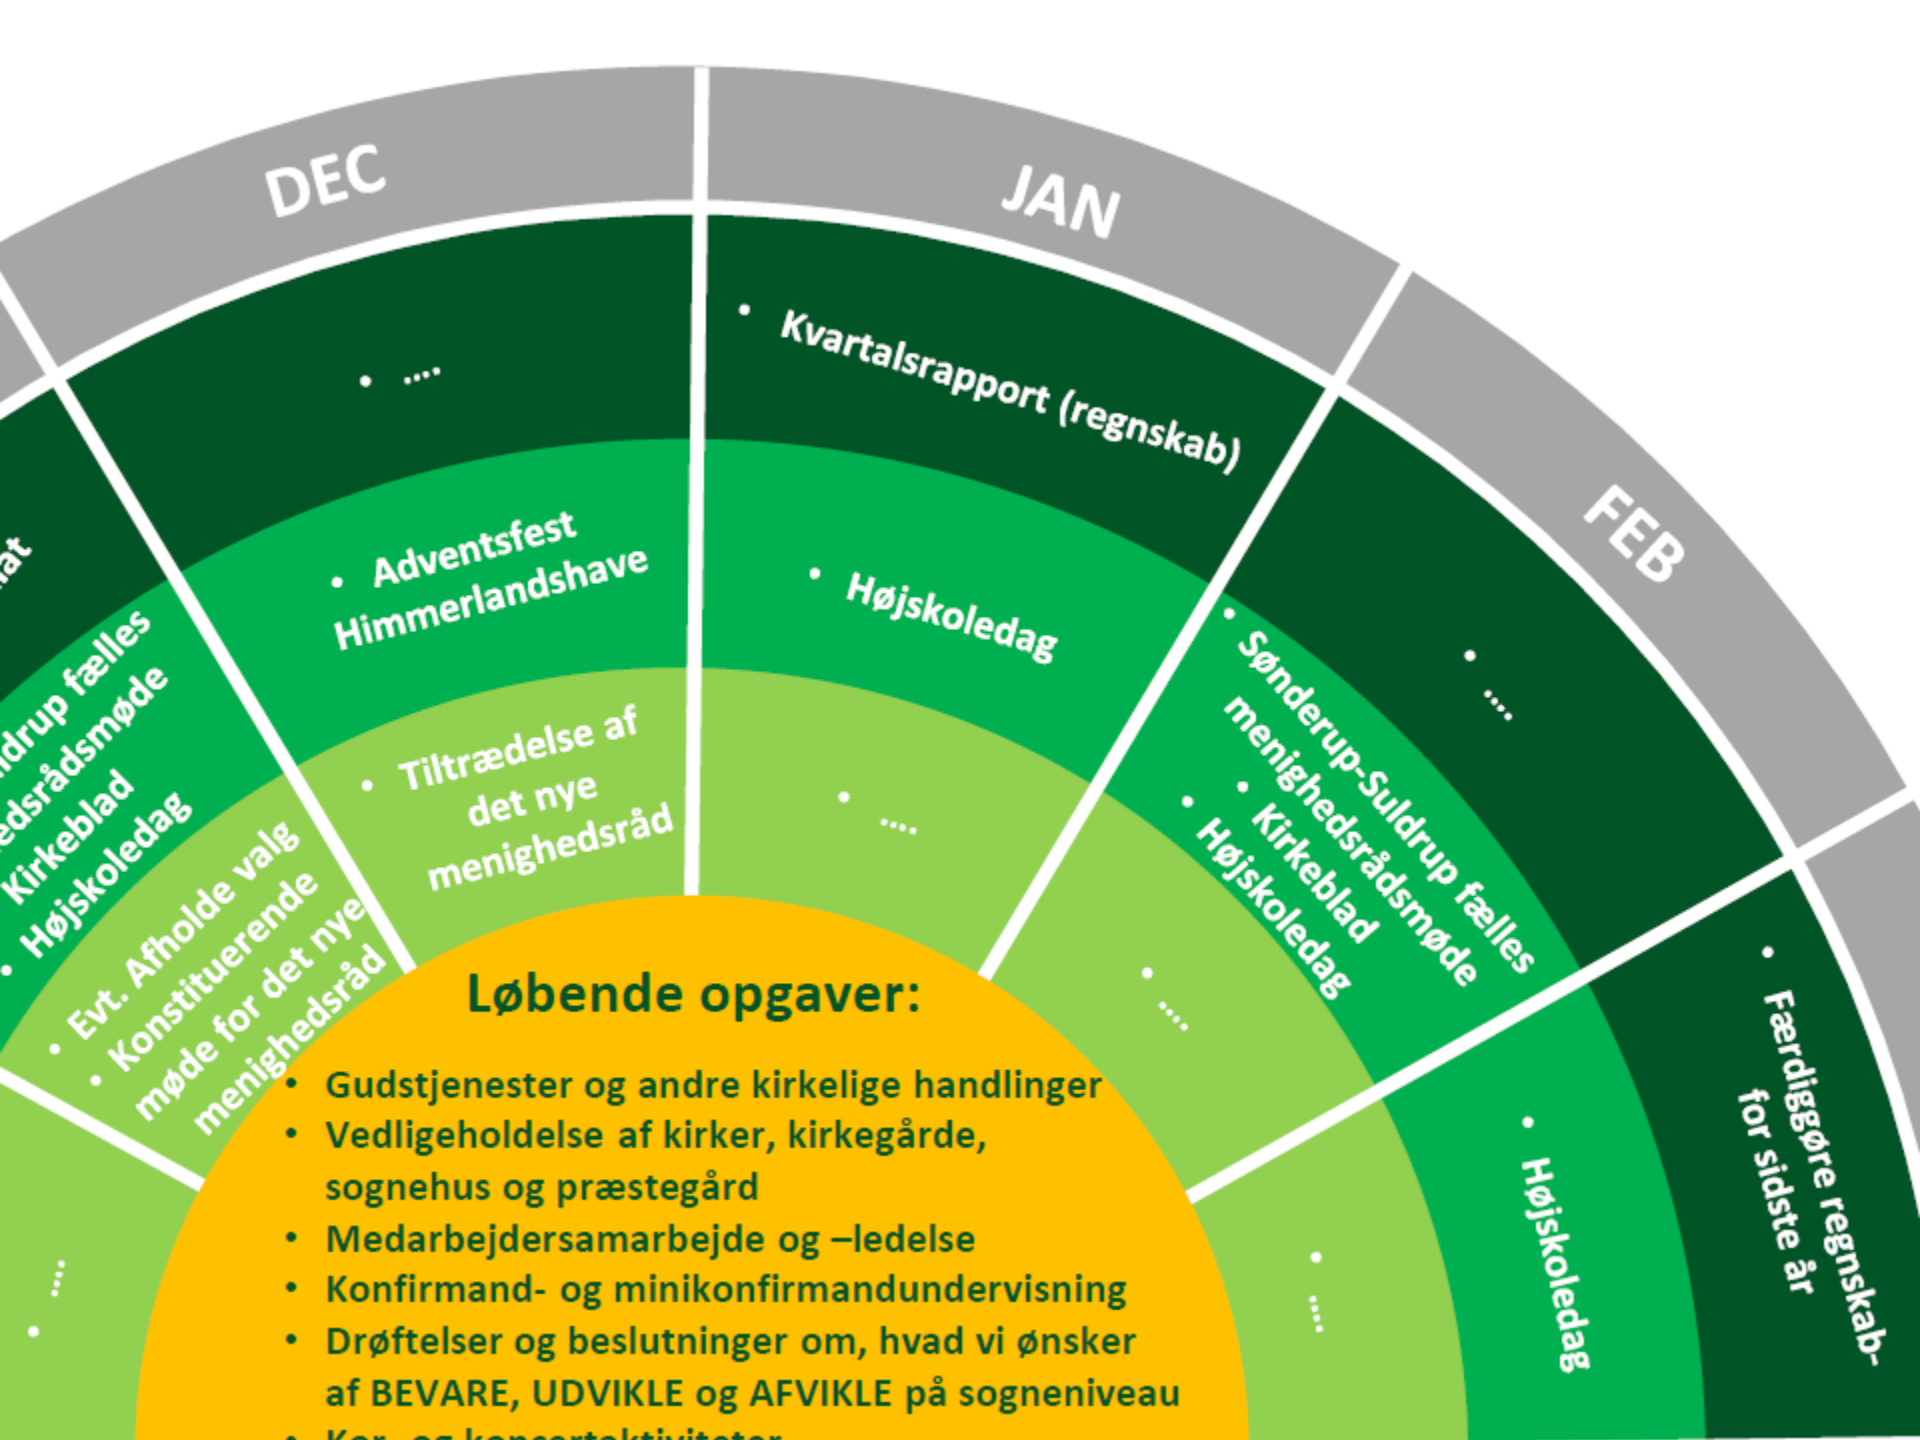 DEC
JAN
FEB
• ....
• Kvartalsrapport (regnskab)
• ....
• Færdiggøre regnskab-
for sidste år
fælles
Kirkeblad
• Højskoledag
• Adventsfest
Himmerlandshave
• Højskoledag
• Sønderup-Suldrup fælles
menighedsrådsmøde
• Kirkeblad
• Højskoledag
• Højskoledag
• ....
• Evt. Afholde valg
• Konstituerende
møde for det nye
menighedsråd
• Tiltrædelse af
det nye
menighedsråd
• ....
• ....
• ....
Løbende opgaver:
• Gudstjenester og andre kirkelige handlinger
• Vedligeholdelse af kirker, kirkegårde,
sognehus og præstegård
• Medarbejdersamarbejde og –ledelse
• Konfirmand- og minikonfirmandundervisning
• Drøftelser og beslutninger om, hvad vi ønsker
af BEVARE, UDVIKLE og AFVIKLE på sogneniveau